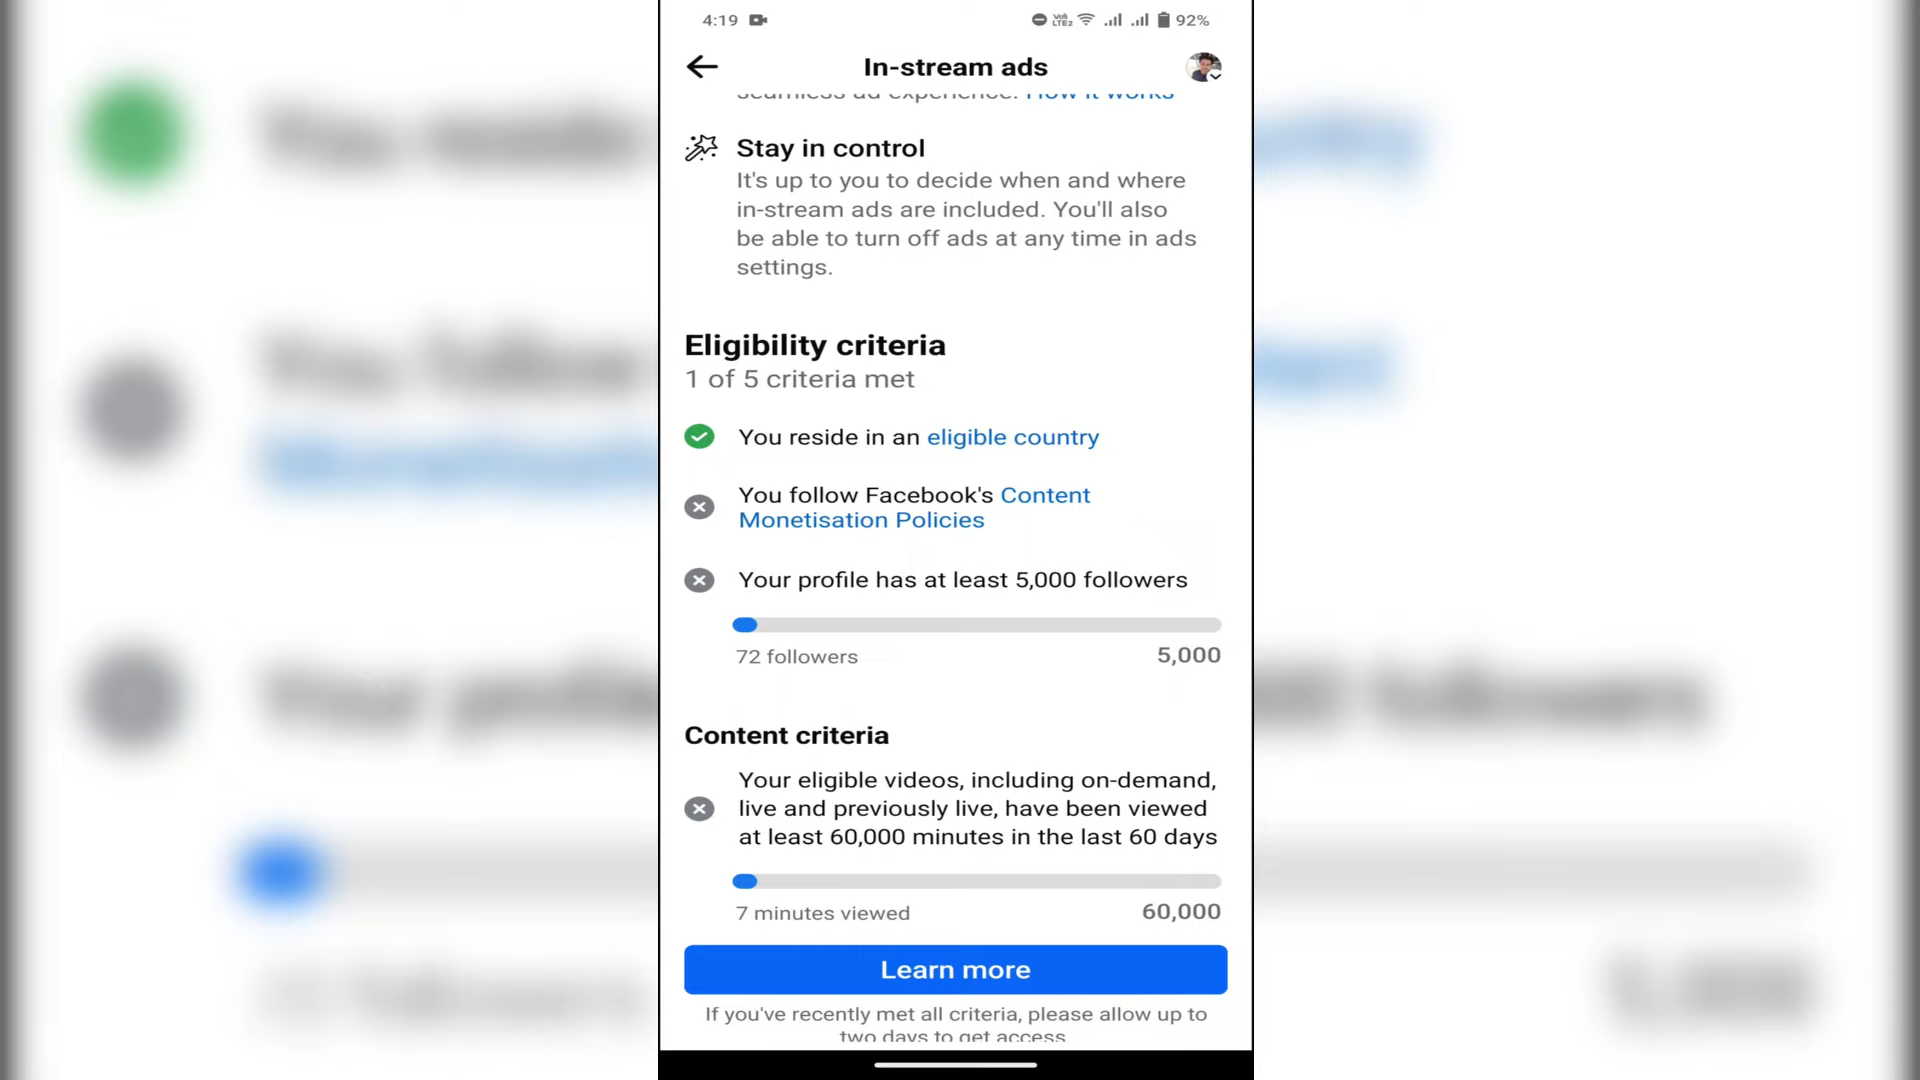 4:19
92%
In-stream ads
seamless ad experience. How it works
Stay in control
It's up to you to decide when and where
in-stream ads are included. You'll also
be able to turn off ads at any time in ads
settings.
Eligibility criteria
1 of 5 criteria met
You reside in an eligible country
You follow Facebook's Content
Monetisation Policies
Your profile has at least 5,000 followers
72 followers
5,000
Content criteria
Your eligible videos, including on-demand,
live and previously live, have been viewed
at least 60,000 minutes in the last 60 days
7 minutes viewed
60,000
Learn more
If you've recently met all criteria, please allow up to
two days to get access